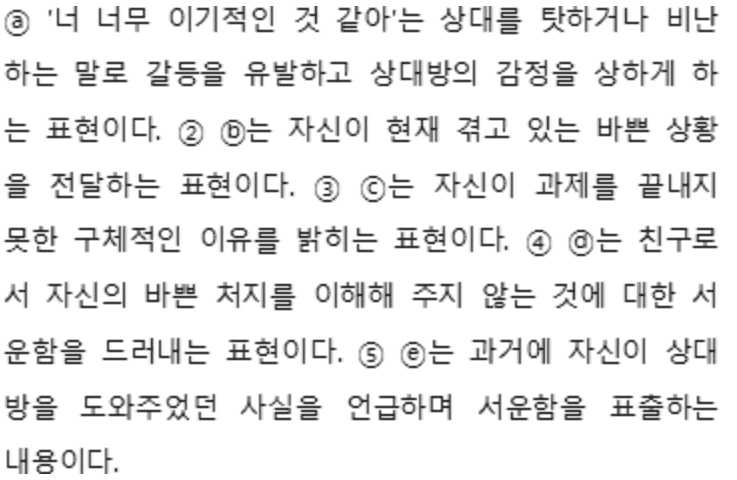 ⓐ '너 너무 이기적인 것 같아'는 상대를 탓하거나 비난
하는 말로 갈등을 유발하고 상대방의 감정을 상하게 하
는 표현이다. ② ⓑ는 자신이 현재 겪고 있는 바쁜 상황
을 전달하는 표현이다. ③ ⓒ는 자신이 과제를 끝내지
못한 구체적인 이유를 밝히는 표현이다. ④ ⓓ는 친구로
서 자신의 바쁜 처지를 이해해 주지 않는 것에 대한 서
운함을 드러내는 표현이다. ⑤ ⓔ는 과거에 자신이 상대
방을 도와주었던 사실을 언급하며 서운함을 표출하는
내용이다.